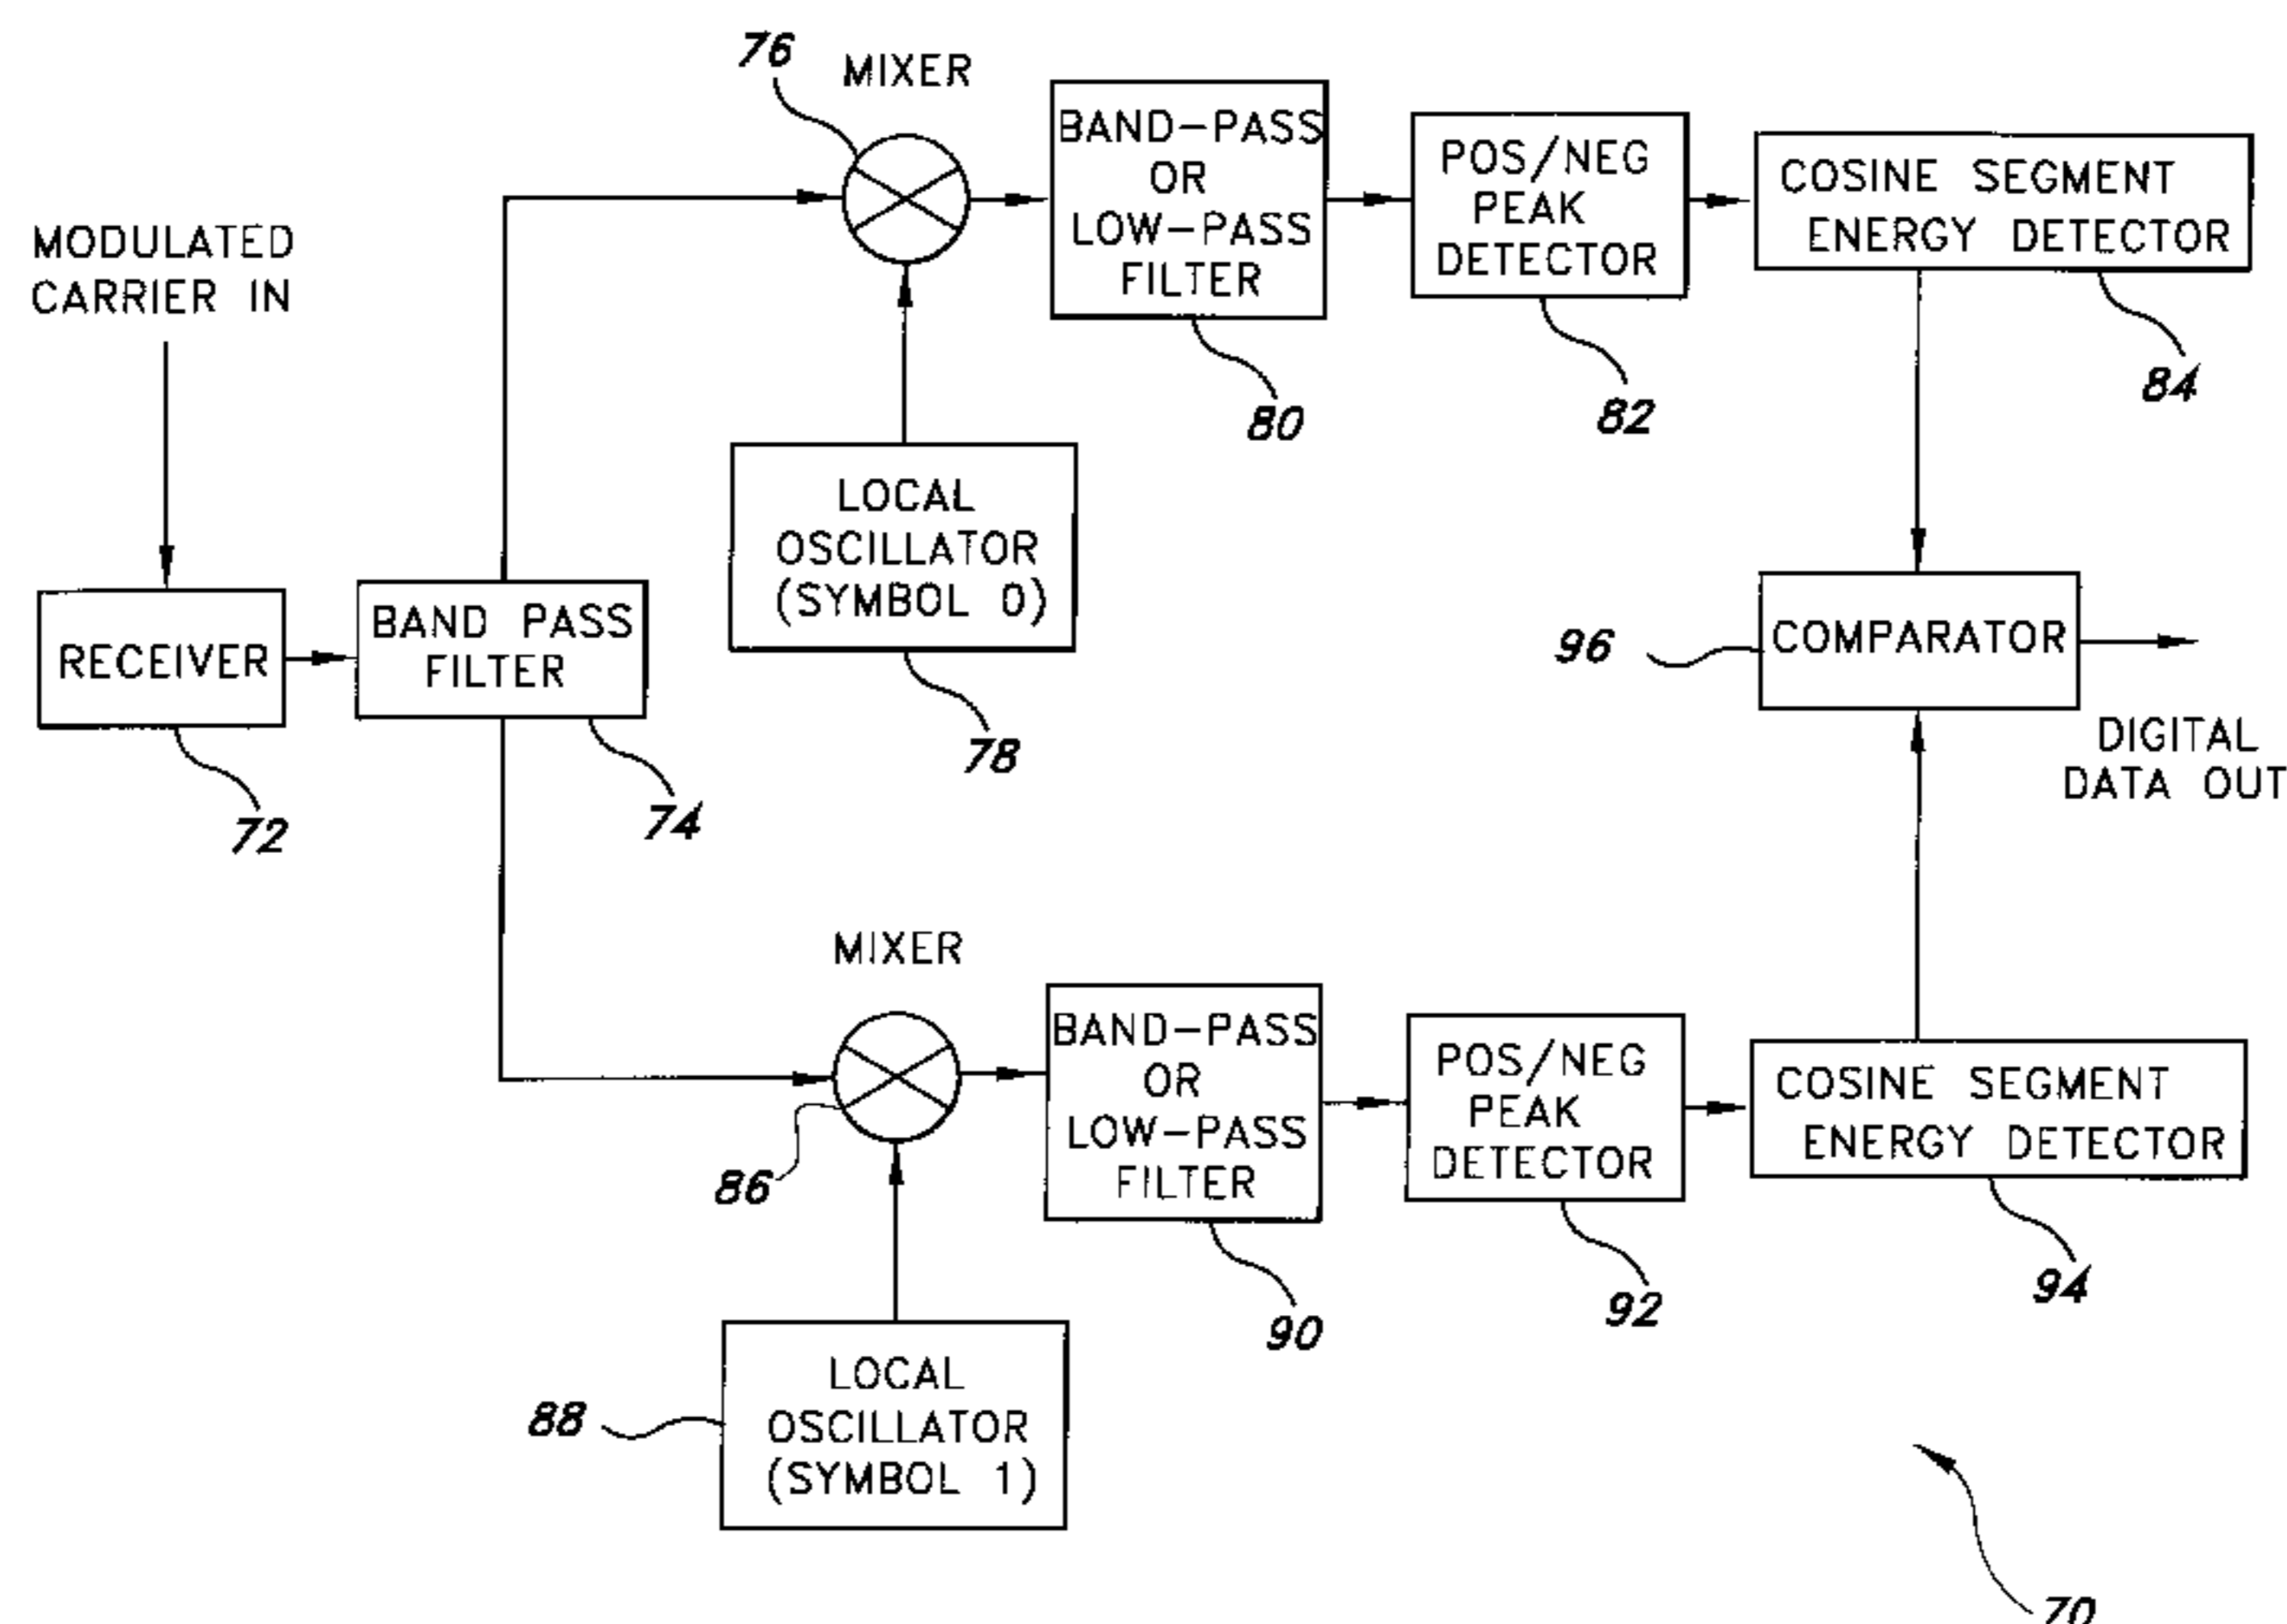 76
MIXER
BAND-PASS
OR
LOW-PASS
FILTER
80
POS/NEG
PEAK
DETECTOR
82
COSINE SEGMENT
ENERGY DETECTOR
84
MODULATED
CARRIER IN
RECEIVER
72
BAND PASS
FILTER
74
LOCAL
OSCILLATOR
(SYMBOL 0)
78
96
COMPARATOR
DIGITAL
DATA OUT
MIXER
86
BAND-PASS
OR
LOW-PASS
FILTER
90
POS/NEG
PEAK
DETECTOR
92
COSINE SEGMENT
ENERGY DETECTOR
94
88
LOCAL
OSCILLATOR
(SYMBOL 1)
70